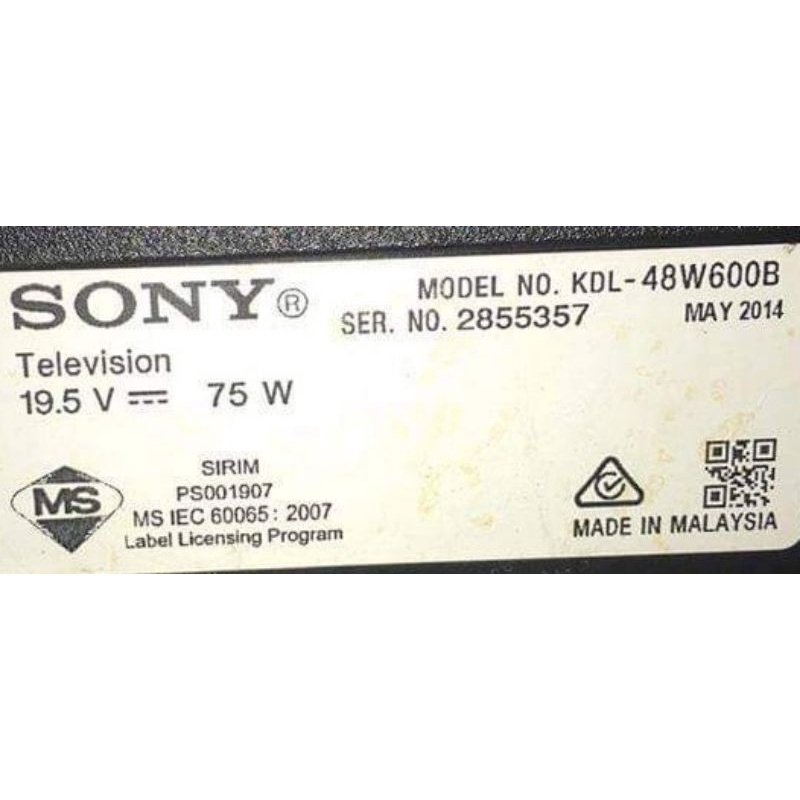 SONY®
MODEL NO. KDL-48W600B
SER. NO. 2855357
MAY 2014
Television
19.5 V ⎓ 75 W
MS
SIRIM
PS001907
MS IEC 60065: 2007
Label Licensing Program
MADE IN MALAYSIA